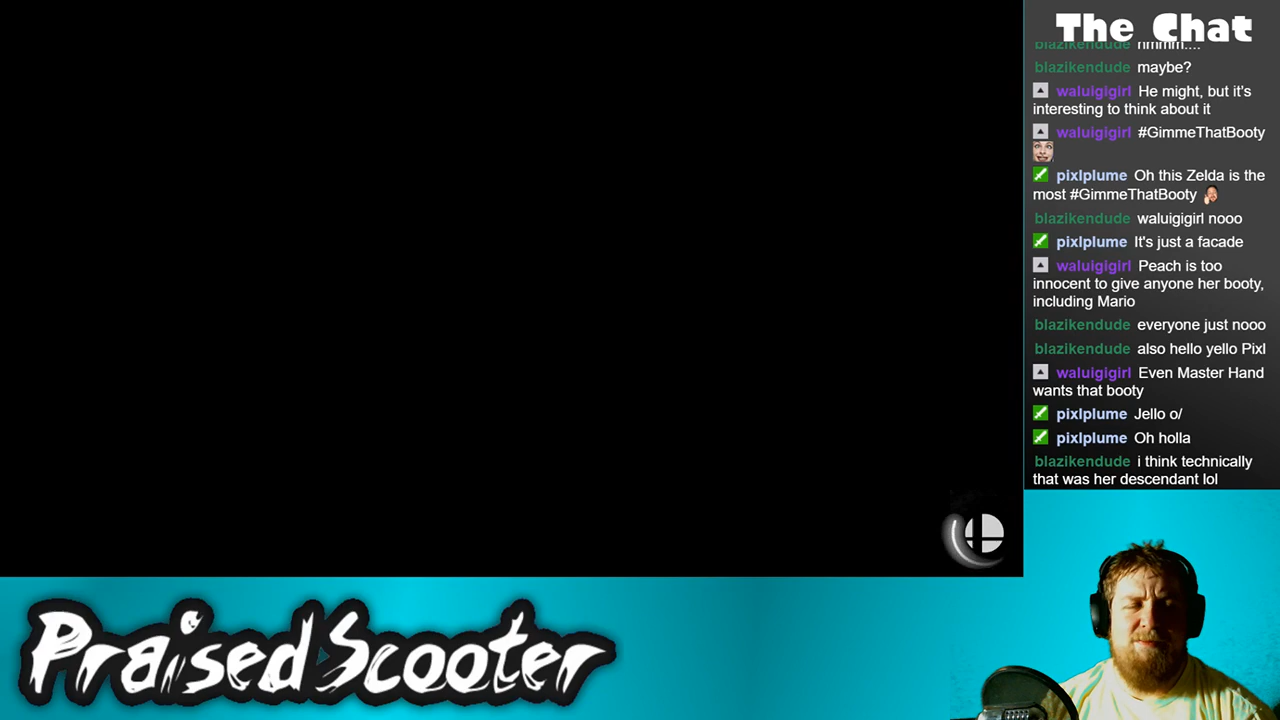 The Chat
blazikendude hmmm....
blazikendude maybe?
waluigigirl He might, but it's
interesting to think about it
waluigigirl #GimmeThatBooty
pixlplume Oh this Zelda is the
most #GimmeThatBooty
blazikendude waluigigirl nooo
pixlplume It's just a facade
waluigigirl Peach is too
innocent to give anyone her booty,
including Mario
blazikendude everyone just nooo
blazikendude also hello yello Pixl
waluigigirl Even Master Hand
wants that booty
pixlplume Jello o/
pixlplume Oh holla
blazikendude i think technically
that was her descendant lol
PraisedScooter